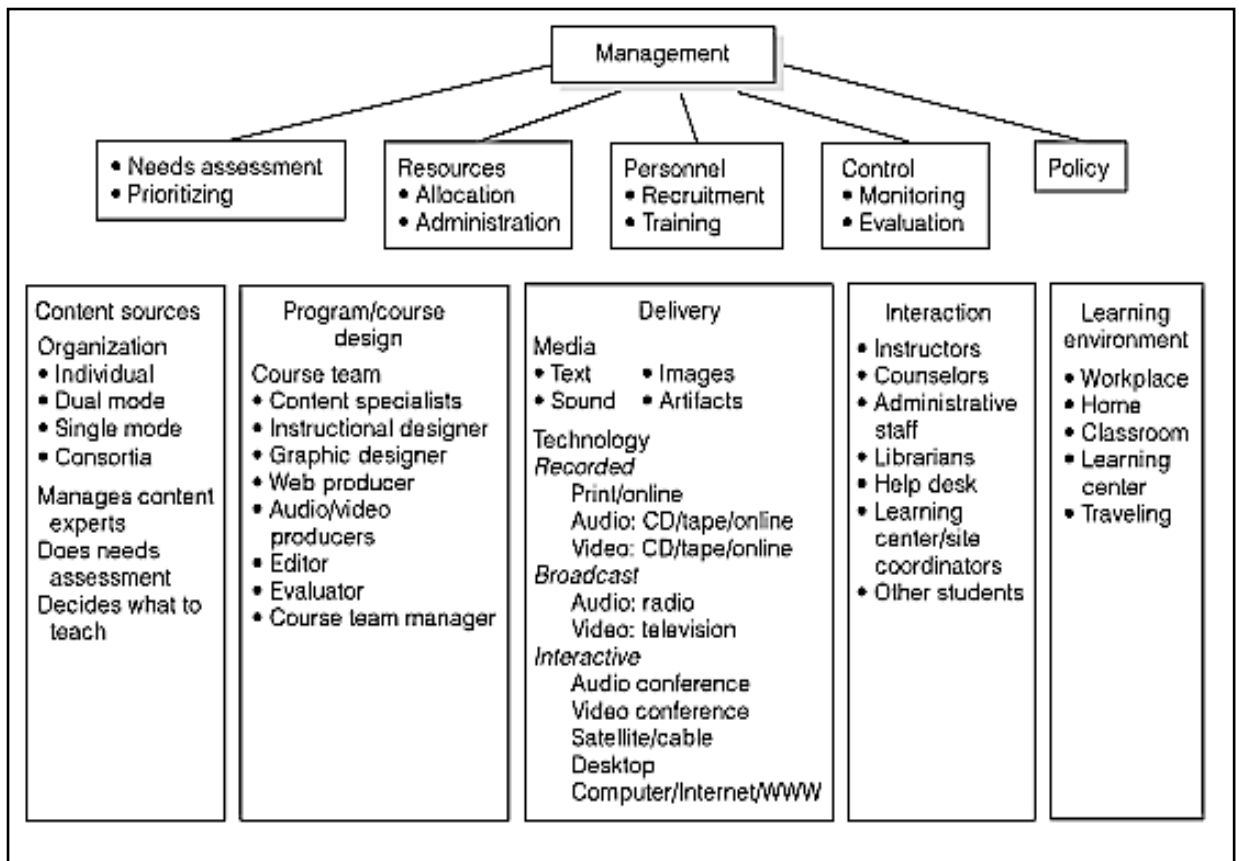 Management
• Needs assessment
• Prioritizing
Resources
• Allocation
• Administration
Personnel
• Recruitment
• Training
Control
• Monitoring
• Evaluation
Policy
Content sources
Organization
• Individual
• Dual mode
• Single mode
• Consortia
Manages content
experts
Does needs
assessment
Decides what to
teach
Program/course
design
Course team
• Content specialists
• Instructional designer
• Graphic designer
• Web producer
• Audio/video
producers
• Editor
• Evaluator
• Course team manager
Delivery
Media
• Text • Images
• Sound • Artifacts
Technology
Recorded
Print/online
Audio: CD/tape/online
Video: CD/tape/online
Broadcast
Audio: radio
Video: television
Interactive
Audio conference
Video conference
Satellite/cable
Desktop
Computer/Internet/WWW
Interaction
• Instructors
• Counselors
• Administrative
staff
• Librarians
• Help desk
• Learning
center/site
coordinators
• Other students
Learning
environment
• Workplace
• Home
• Classroom
• Learning
center
• Traveling